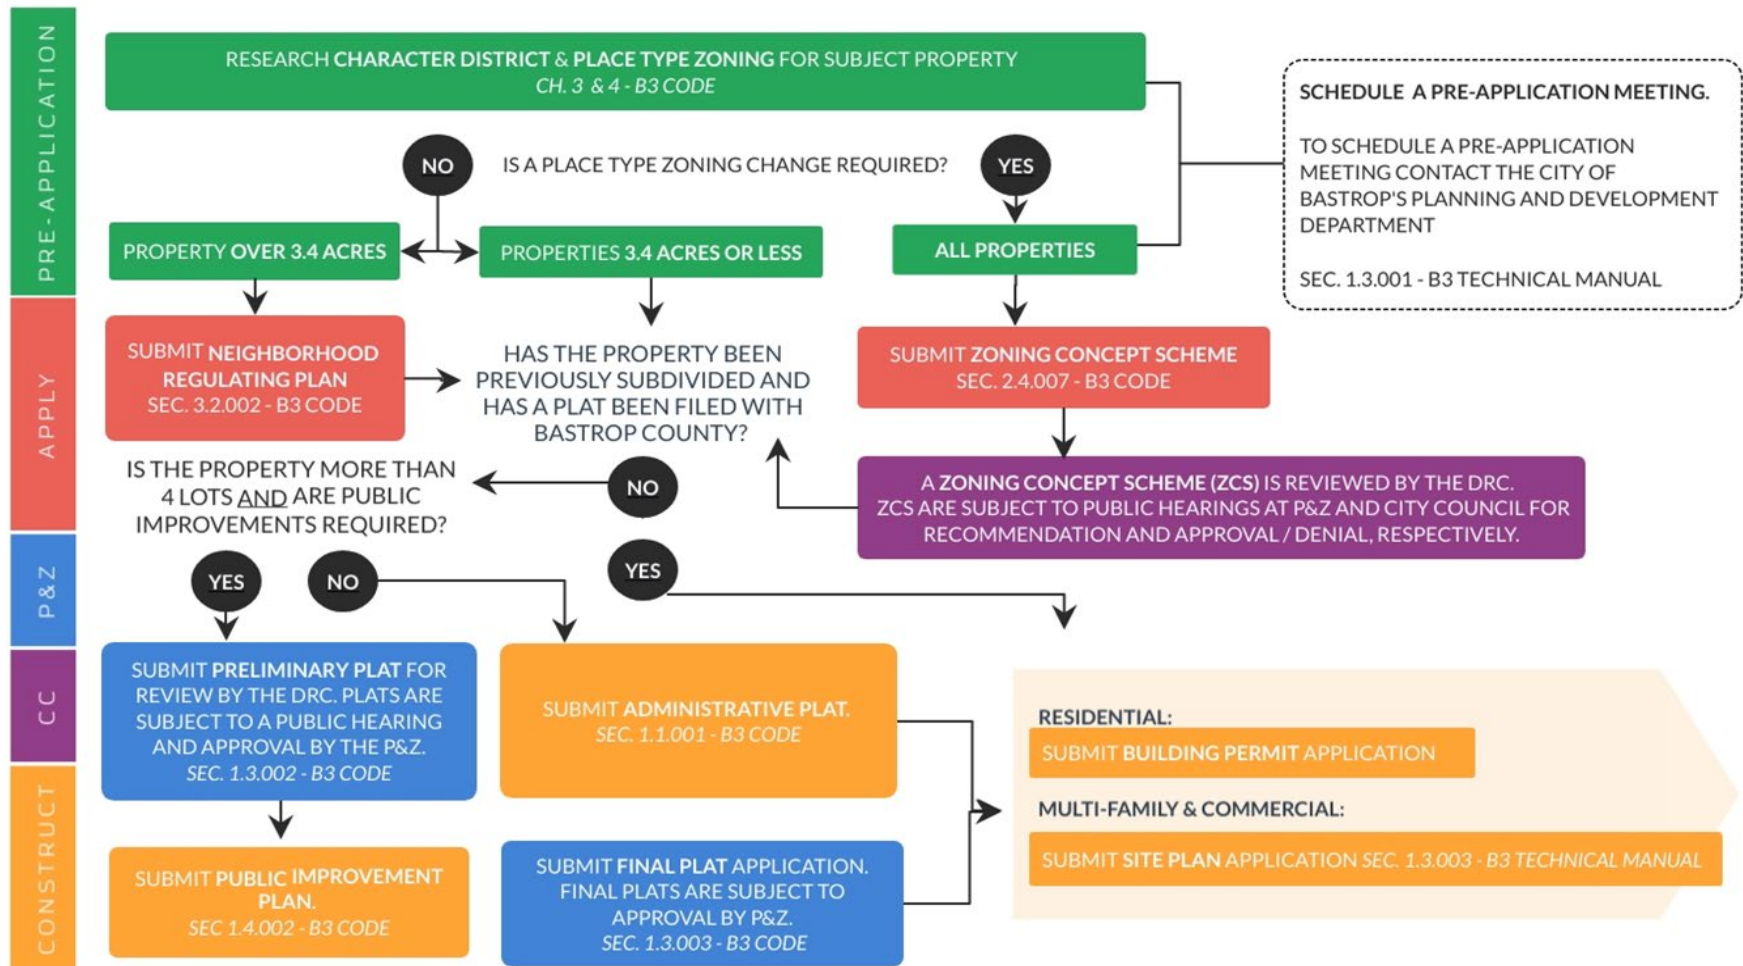 PRE-APPLICATION
RESEARCH CHARACTER DISTRICT & PLACE TYPE ZONING FOR SUBJECT PROPERTY
CH. 3 & 4 - B3 CODE
SCHEDULE A PRE-APPLICATION MEETING.
TO SCHEDULE A PRE-APPLICATION
MEETING CONTACT THE CITY OF
BASTROP'S PLANNING AND DEVELOPMENT
DEPARTMENT
SEC. 1.3.001 - B3 TECHNICAL MANUAL
NO
IS A PLACE TYPE ZONING CHANGE REQUIRED?
YES
PROPERTY OVER 3.4 ACRES
PROPERTIES 3.4 ACRES OR LESS
ALL PROPERTIES
APPLY
SUBMIT NEIGHBORHOOD
REGULATING PLAN
SEC. 3.2.002 - B3 CODE
HAS THE PROPERTY BEEN
PREVIOUSLY SUBDIVIDED AND
HAS A PLAT BEEN FILED WITH
BASTROP COUNTY?
SUBMIT ZONING CONCEPT SCHEME
SEC. 2.4.007 - B3 CODE
IS THE PROPERTY MORE THAN
4 LOTS AND ARE PUBLIC
IMPROVEMENTS REQUIRED?
NO
A ZONING CONCEPT SCHEME (ZCS) IS REVIEWED BY THE DRC.
ZCS ARE SUBJECT TO PUBLIC HEARINGS AT P&Z AND CITY COUNCIL FOR
RECOMMENDATION AND APPROVAL / DENIAL, RESPECTIVELY.
P&Z
YES
NO
YES
CC
SUBMIT PRELIMINARY PLAT FOR
REVIEW BY THE DRC. PLATS ARE
SUBJECT TO A PUBLIC HEARING
AND APPROVAL BY THE P&Z.
SEC. 1.3.002 - B3 CODE
SUBMIT ADMINISTRATIVE PLAT.
SEC. 1.1.001 - B3 CODE
RESIDENTIAL:
SUBMIT BUILDING PERMIT APPLICATION
MULTI-FAMILY & COMMERCIAL:
SUBMIT SITE PLAN APPLICATION SEC. 1.3.003 - B3 TECHNICAL MANUAL
CONSTRUCT
SUBMIT PUBLIC IMPROVEMENT
PLAN.
SEC 1.4.002 - B3 CODE
SUBMIT FINAL PLAT APPLICATION.
FINAL PLATS ARE SUBJECT TO
APPROVAL BY P&Z.
SEC. 1.3.003 - B3 CODE